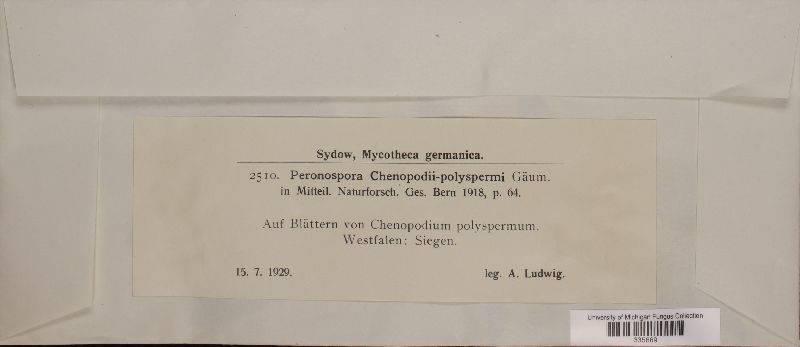 Sydow, Mycotheca germanica.
2510. Peronospora Chenopodii-polyspermi Gäum.
in Mitteil. Naturforsch. Ges. Bern 1918, p. 64.
Auf Blättern von Chenopodium polyspermum.
Westfalen: Siegen.
15. 7. 1929. leg. A. Ludwig.
University of Michigan Fungus Collection
335669